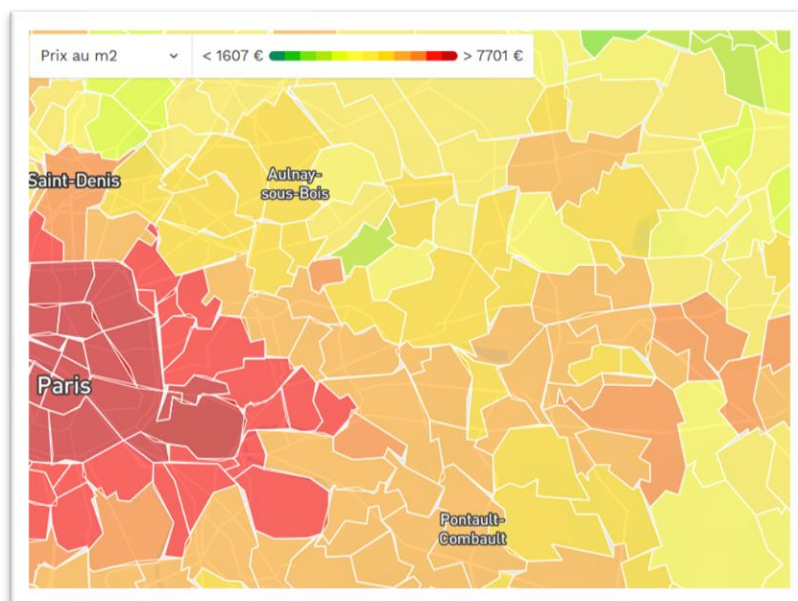 Prix au m2
< 1607 €
> 7701 €
Saint-Denis
Aulnay-
sous-Bois
Paris
Pontault-
Combault